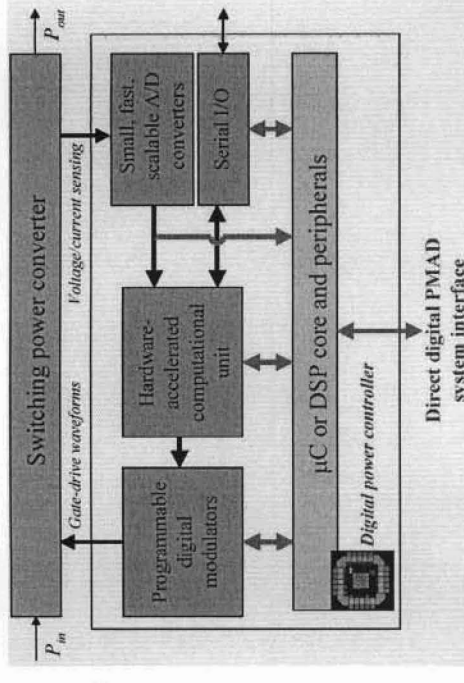 P_in
Switching power converter
P_out
Gate-drive waveforms
Voltage/current sensing
Programmable
digital
modulators
Hardware-
accelerated
computational
unit
Small, fast,
scalable A/D
converters
Serial I/O
μC or DSP core and peripherals
Digital power controller
Direct digital PMAD
system interface